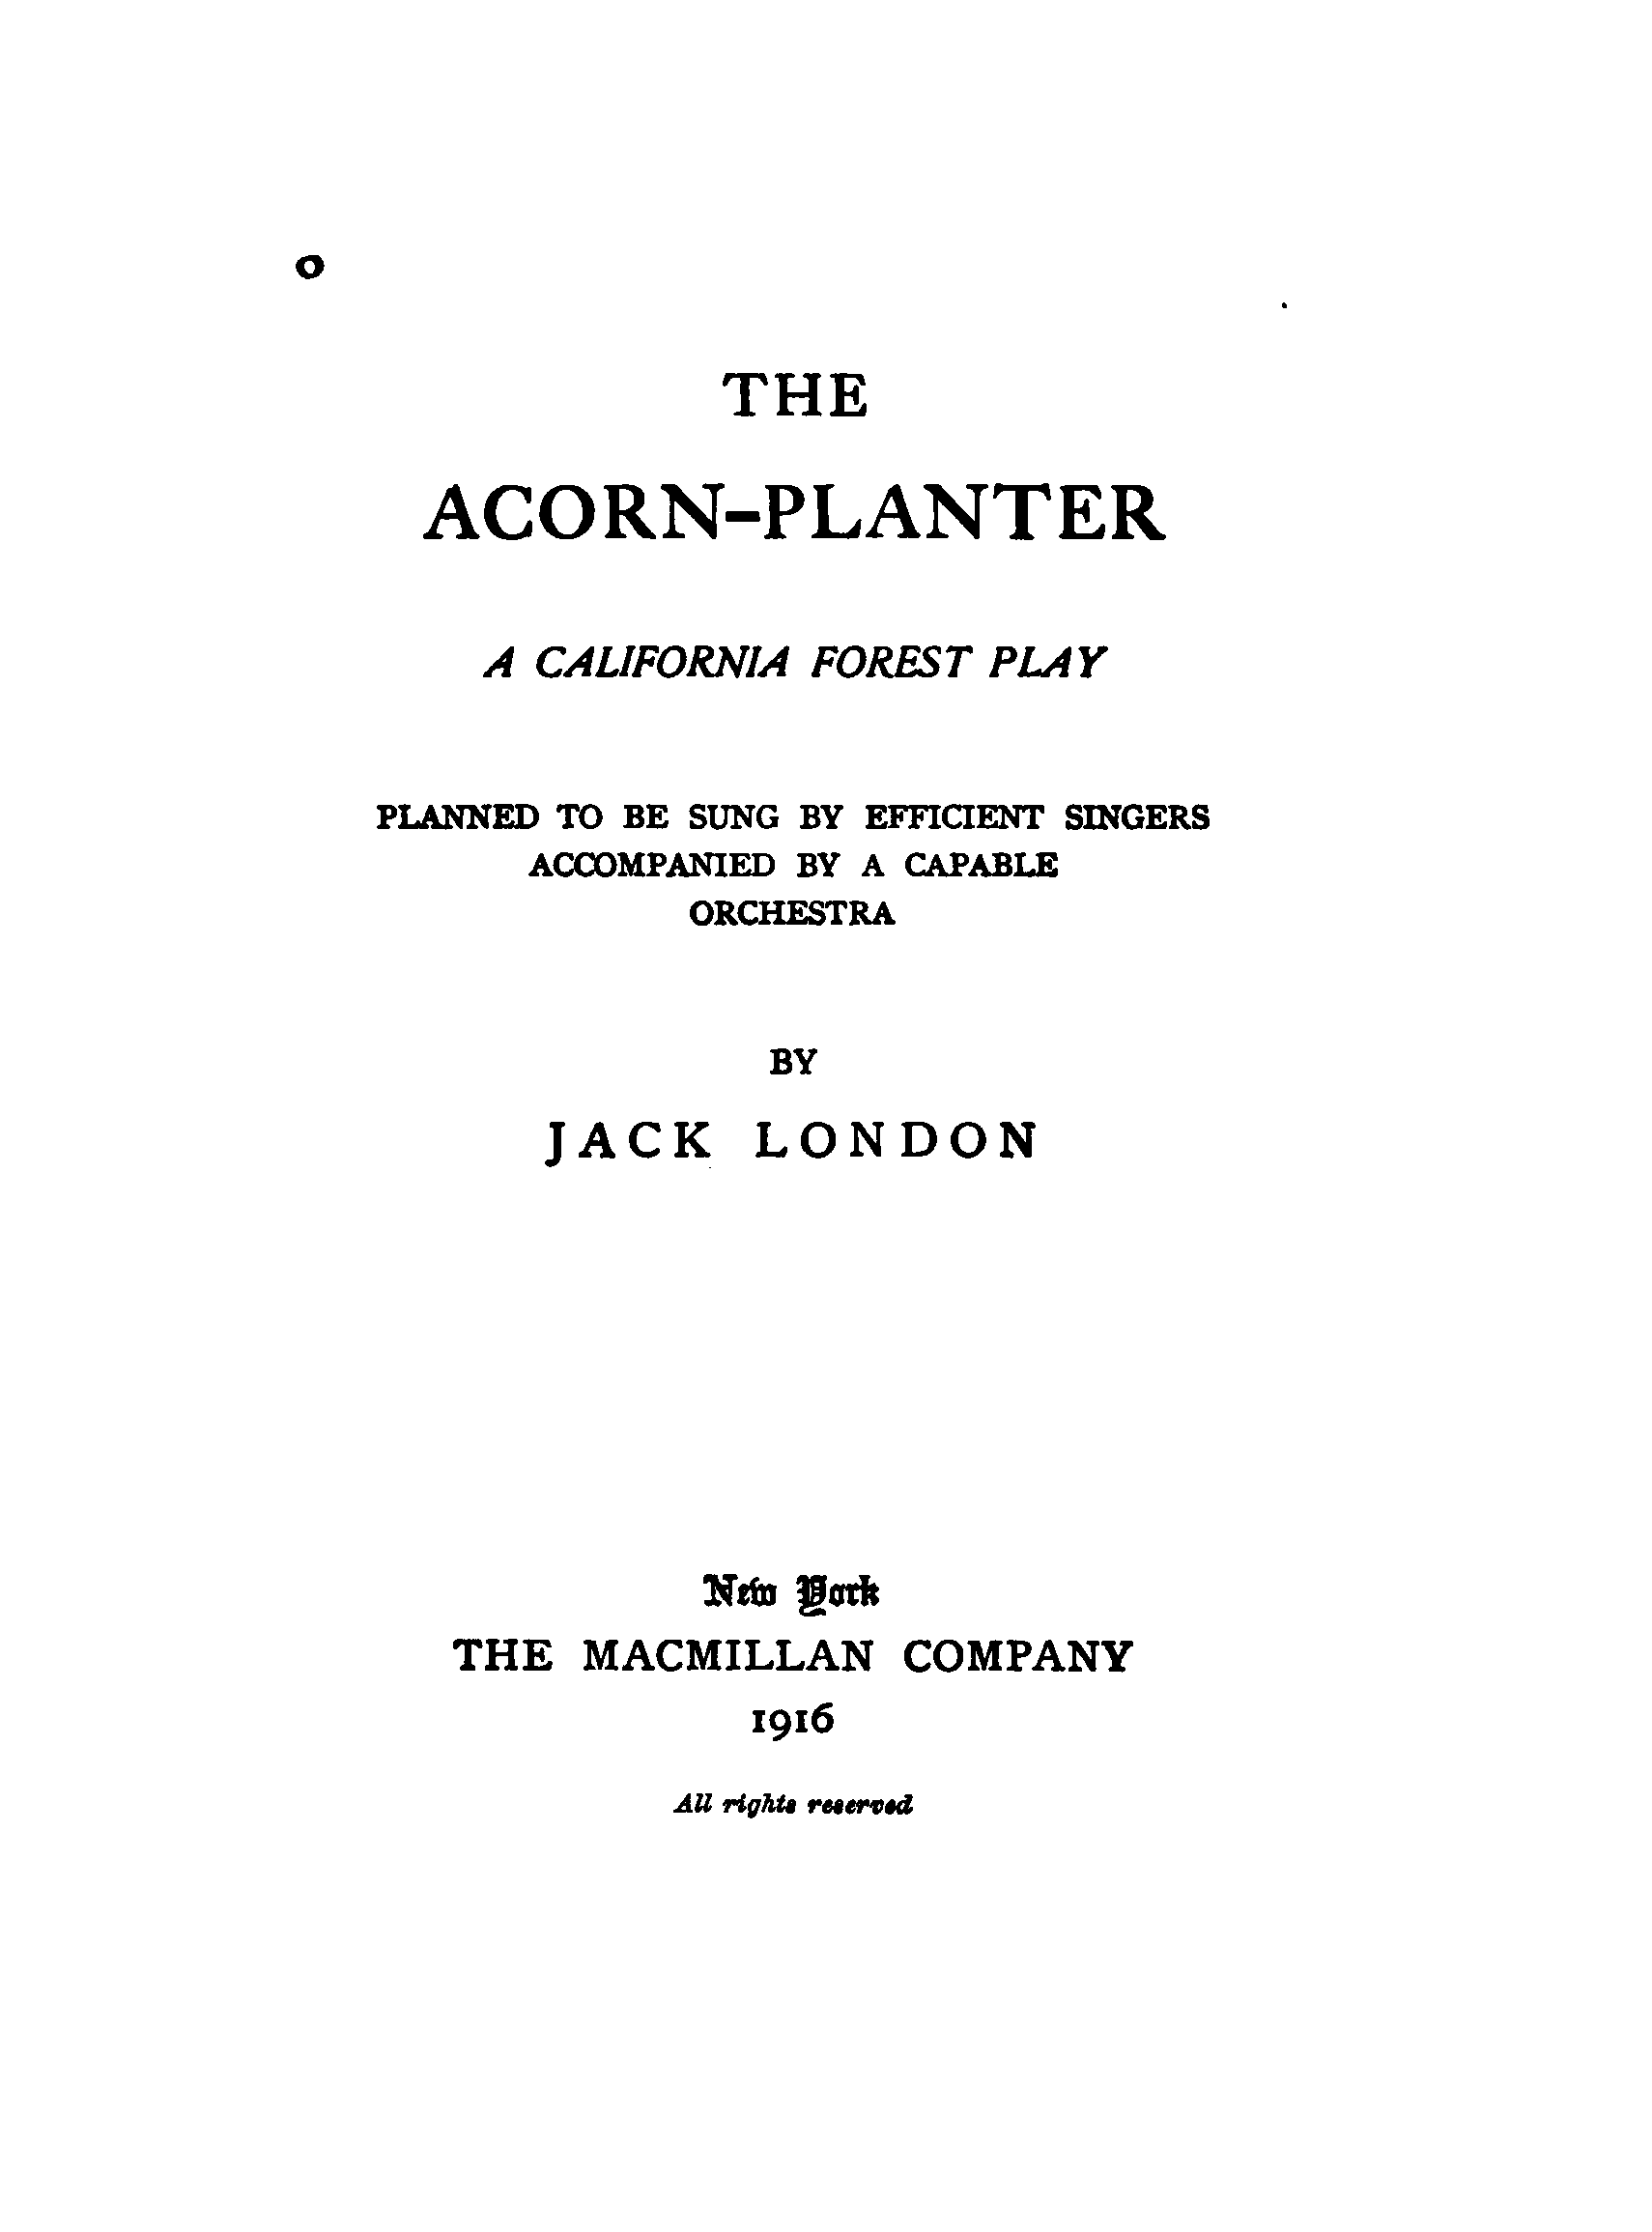 THE
ACORN-PLANTER
A CALIFORNIA FOREST PLAY
PLANNED TO BE SUNG BY EFFICIENT SINGERS
ACCOMPANIED BY A CAPABLE
ORCHESTRA
BY
JACK LONDON
New York
THE MACMILLAN COMPANY
1916
All rights reserved